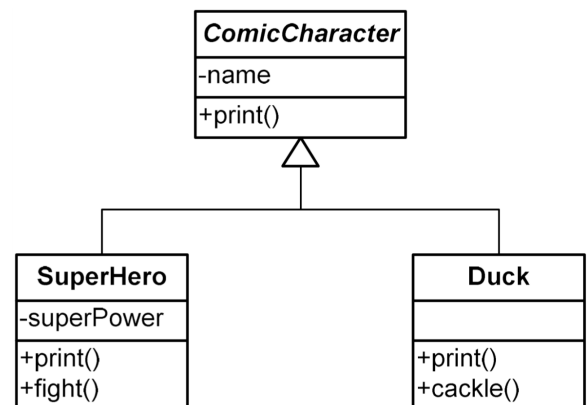 ComicCharacter
-name
+print()
SuperHero
-superPower
+print()
+fight()
Duck
+print()
+cackle()